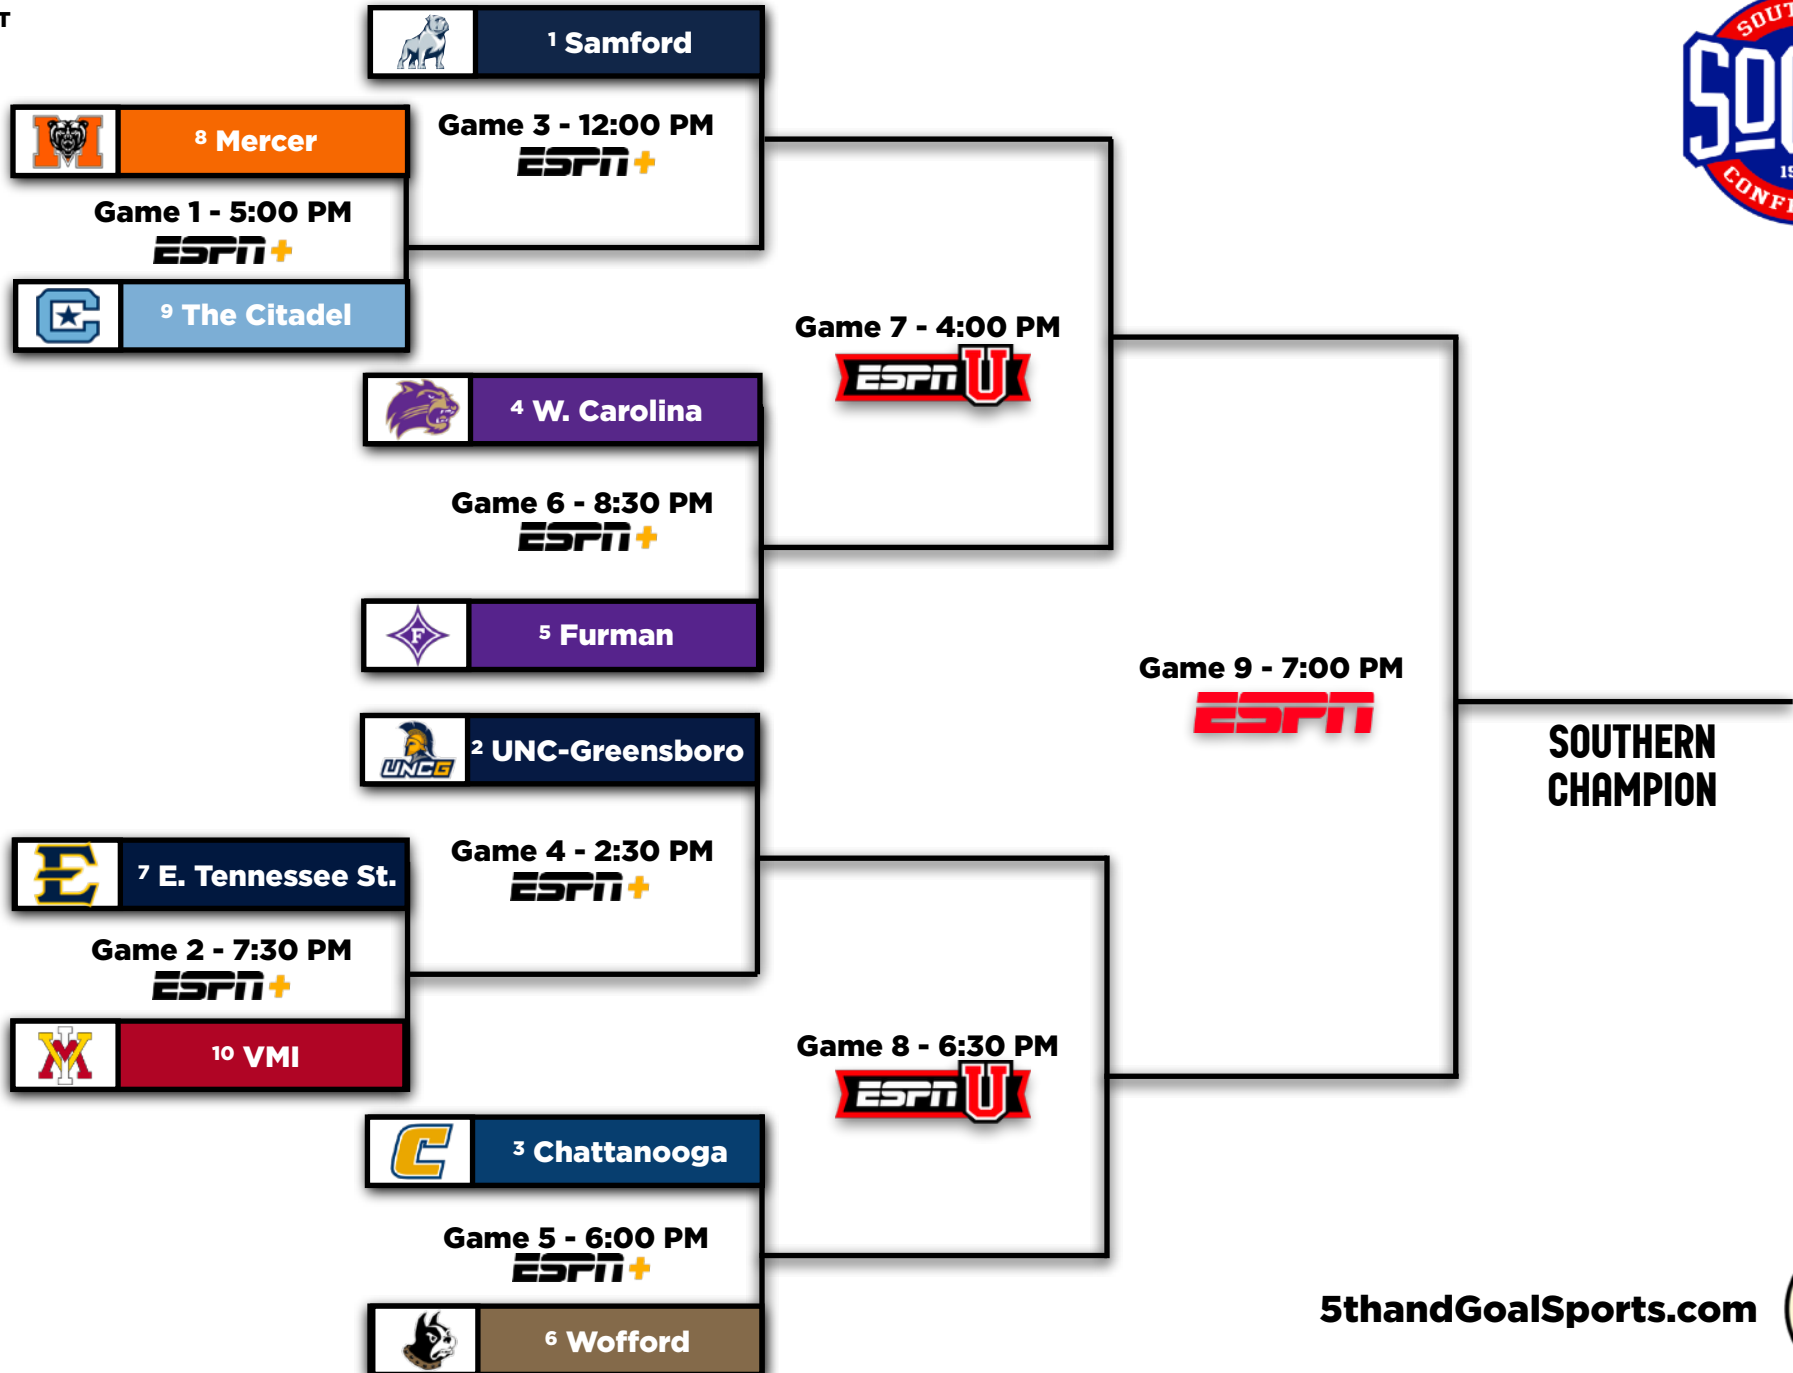 T
1 Samford
8 Mercer
Game 3 - 12:00 PM
ESPN+
Game 1 - 5:00 PM
ESPN+
9 The Citadel
Game 7 - 4:00 PM
ESPN U
4 W. Carolina
Game 6 - 8:30 PM
ESPN+
F
5 Furman
Game 9 - 7:00 PM
ESPN
UNCG
2 UNC-Greensboro
SOUTHERN
CHAMPION
7 E. Tennessee St.
Game 4 - 2:30 PM
ESPN+
Game 2 - 7:30 PM
ESPN+
10 VMI
Game 8 - 6:30 PM
ESPN U
3 Chattanooga
Game 5 - 6:00 PM
ESPN+
6 Wofford
5thandGoalSports.com